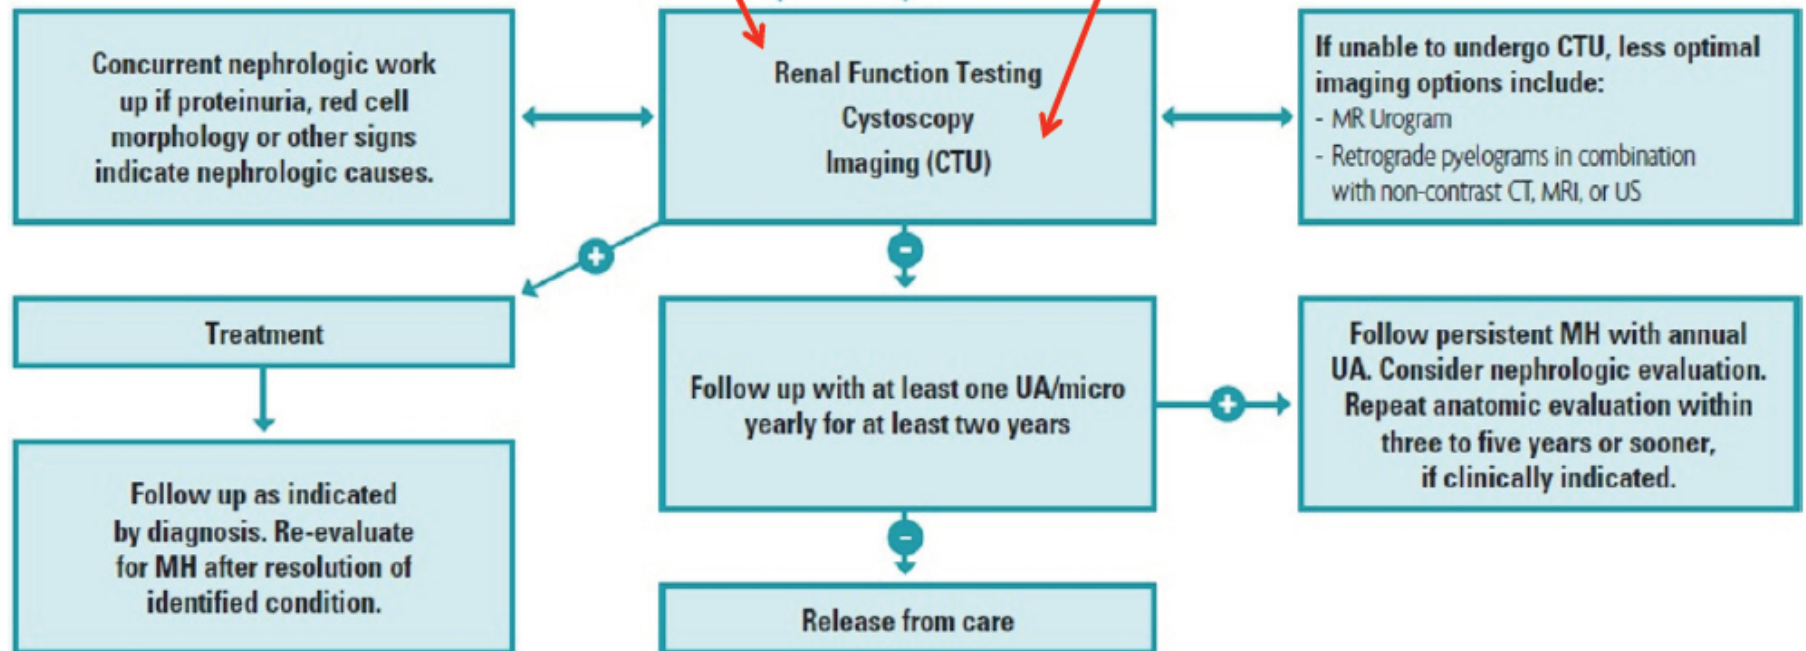 Concurrent nephrologic work
up if proteinuria, red cell
morphology or other signs
indicate nephrologic causes.
Renal Function Testing
Cystoscopy
Imaging (CTU)
If unable to undergo CTU, less optimal
imaging options include:
- MR Urogram
- Retrograde pyelograms in combination
with non-contrast CT, MRI, or US
+
-
Treatment
Follow up with at least one UA/micro
yearly for at least two years
+
Follow persistent MH with annual
UA. Consider nephrologic evaluation.
Repeat anatomic evaluation within
three to five years or sooner,
if clinically indicated.
Follow up as indicated
by diagnosis. Re-evaluate
for MH after resolution of
identified condition.
-
Release from care